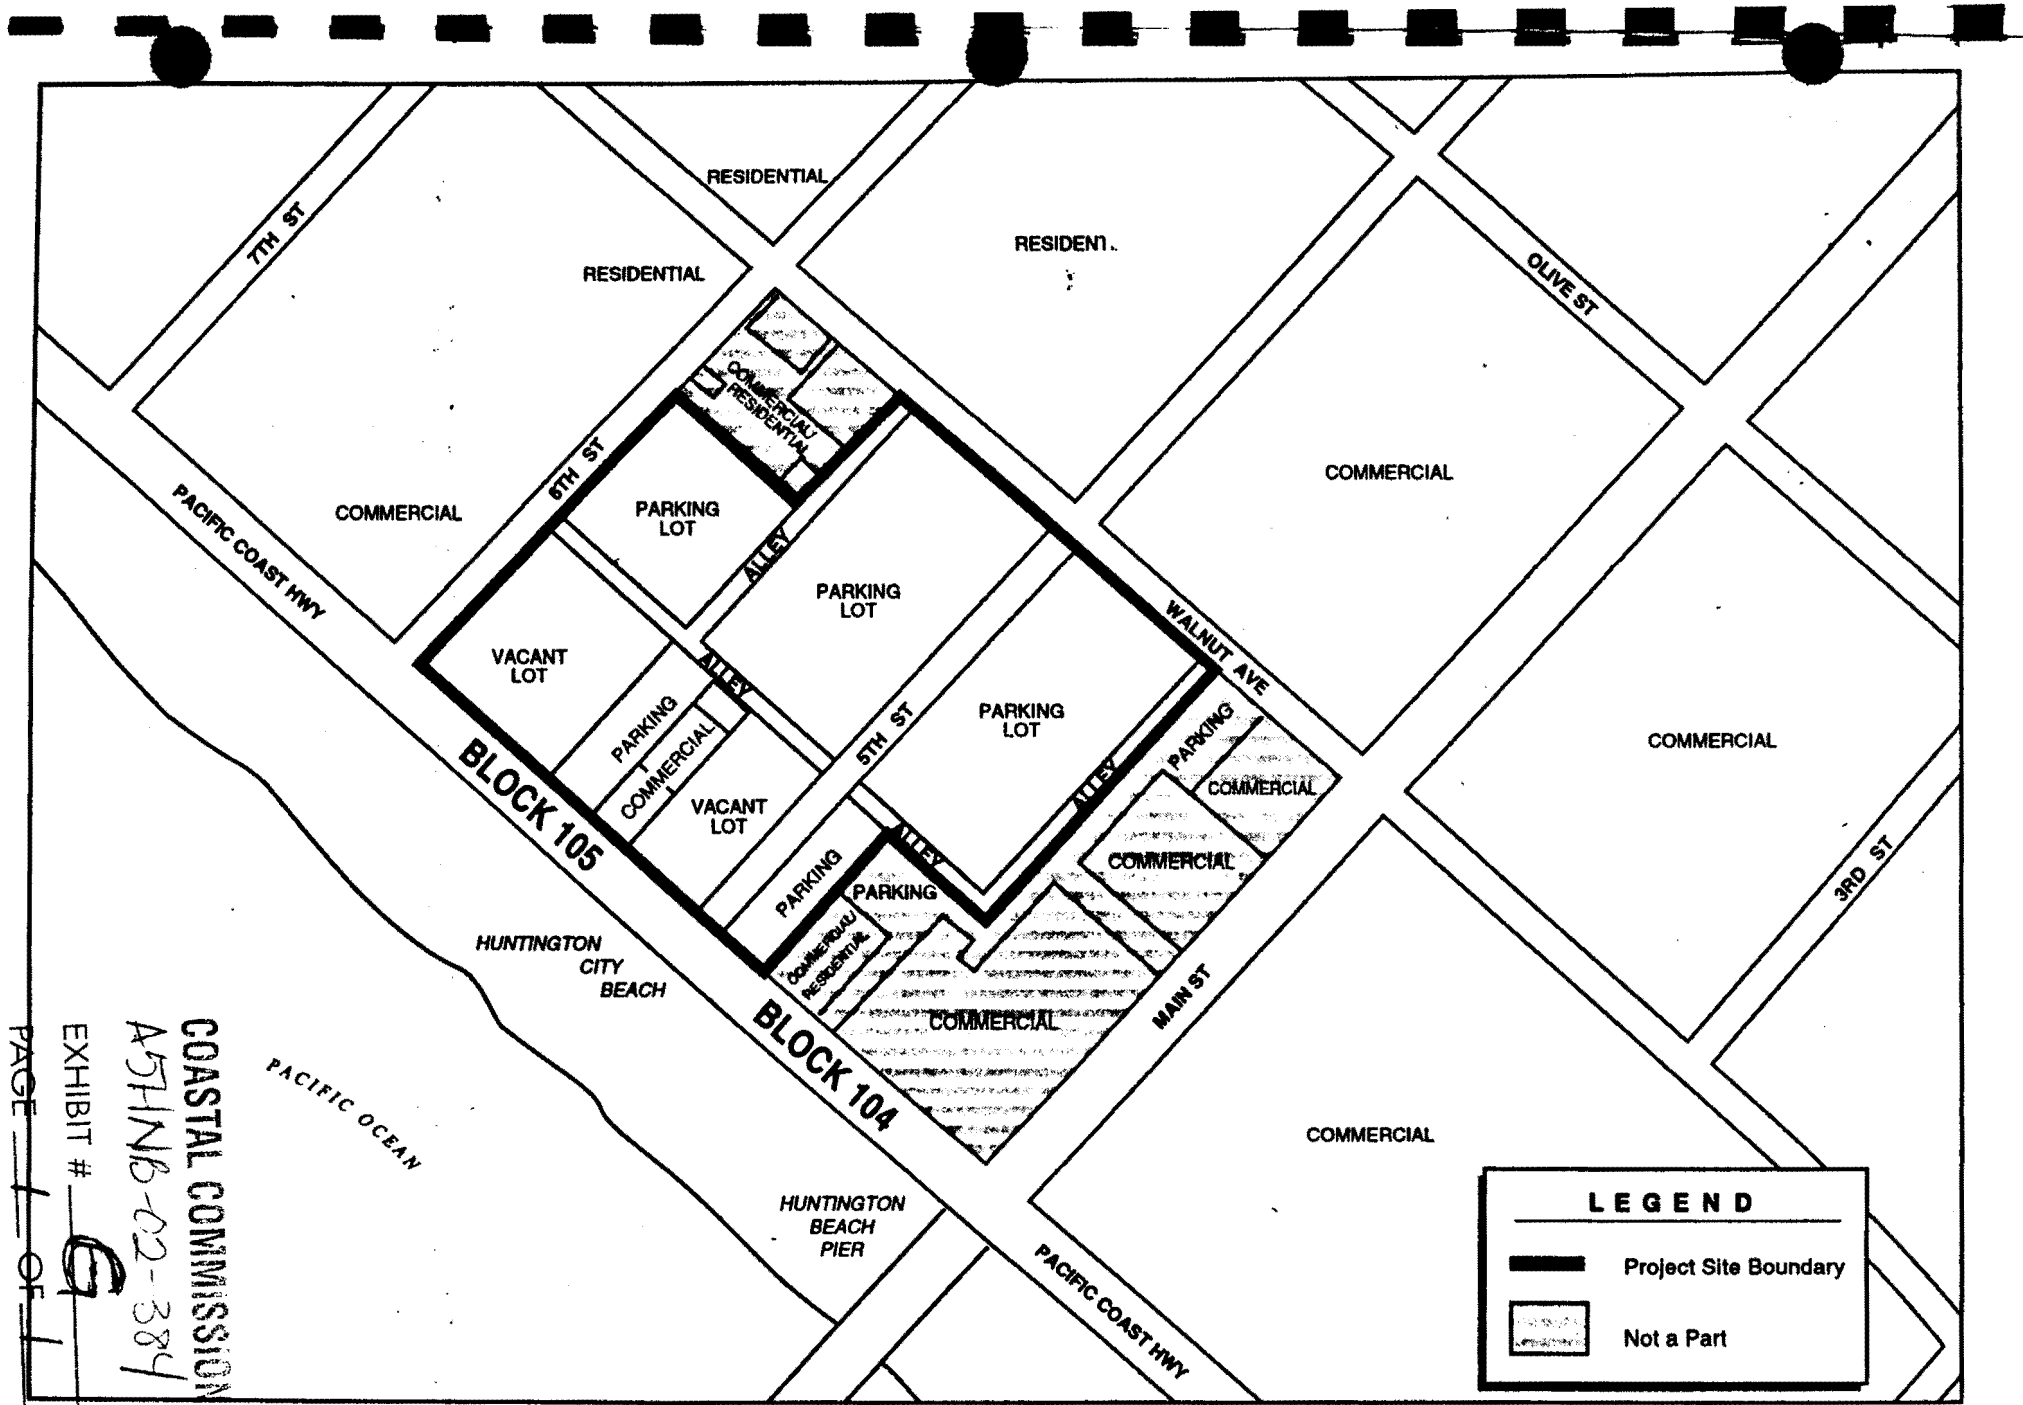 RESIDENTIAL
7TH ST
RESIDENTIAL
RESIDENT
OLIVE ST
COMMERCIAL/
RESIDENTIAL
6TH ST
COMMERCIAL
PACIFIC COAST HWY
COMMERCIAL
PARKING
LOT
ALLEY
PARKING
LOT
WALNUT AVE
VACANT
LOT
ALLEY
PARKING
COMMERCIAL
5TH ST
PARKING
LOT
PARKING
COMMERCIAL
BLOCK 105
VACANT
LOT
ALLEY
COMMERCIAL
ALLEY
PARKING
PARKING
COMMERCIAL
3RD ST
COMMERCIAL/
RESIDENTIAL
HUNTINGTON
CITY
BEACH
MAIN ST
COMMERCIAL
BLOCK 104
PACIFIC OCEAN
COMMERCIAL
HUNTINGTON
BEACH
PIER
PACIFIC COAST HWY
LEGEND
Project Site Boundary
Not a Part
COASTAL COMMISSION
A5HNB-02-384
EXHIBIT # G
PAGE 1 OF 1